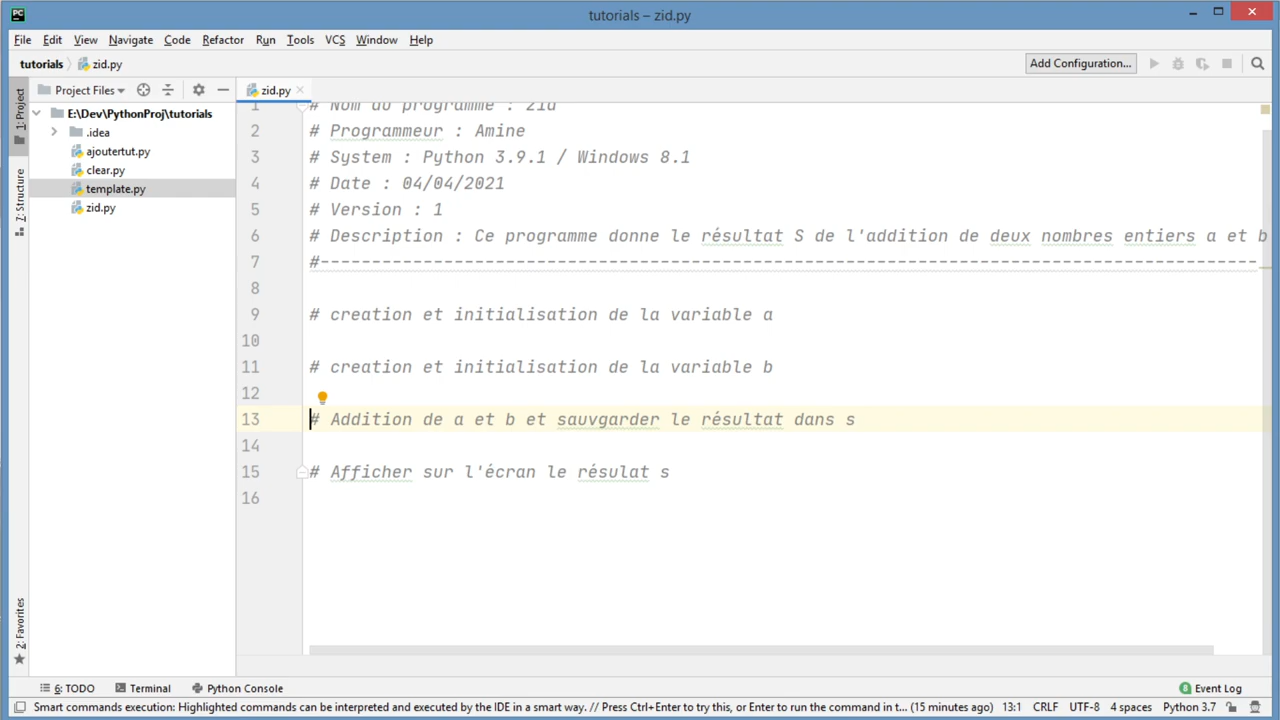 PC
tutorials – zid.py
File Edit View Navigate Code Refactor Run Tools VCS Window Help
tutorials zid.py
Add Configuration...
1: Project
Project Files
zid.py
E:\Dev\PythonProj\tutorials
.idea
ajoutertut.py
clear.py
template.py
zid.py
7: Structure
2: Favorites
1 # Nom du programme : zid
2 # Programmeur : Amine
3 # System : Python 3.9.1 / Windows 8.1
4 # Date : 04/04/2021
5 # Version : 1
6 # Description : Ce programme donne le résultat S de l'addition de deux nombres entiers a et b
7 #------------------------------------------------------------------------------------------
8
9 # creation et initialisation de la variable a
10
11 # creation et initialisation de la variable b
12
13 # Addition de a et b et sauvgarder le résultat dans s
14
15 # Afficher sur l'écran le résulat s
16
6: TODO Terminal Python Console
8 Event Log
Smart commands execution: Highlighted commands can be interpreted and executed by the IDE in a smart way. // Press Ctrl+Enter to try this, or Enter to run the command in t... (15 minutes ago) 13:1 CRLF UTF-8 4 spaces Python 3.7